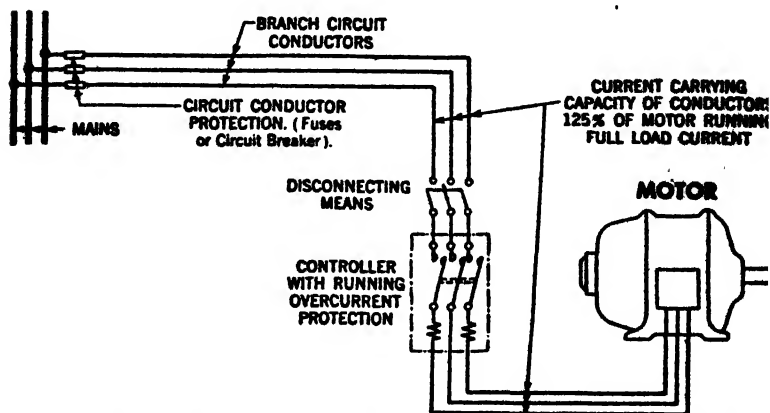 BRANCH CIRCUIT
CONDUCTORS
CIRCUIT CONDUCTOR
PROTECTION. (Fuses
or Circuit Breaker).
MAINS
CURRENT CARRYING
CAPACITY OF CONDUCTORS
125% OF MOTOR RUNNING
FULL LOAD CURRENT
DISCONNECTING
MEANS
MOTOR
CONTROLLER
WITH RUNNING
OVERCURRENT
PROTECTION